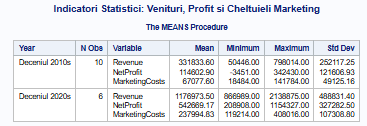 Indicatori Statistici: Venituri, Profit si Cheltuieli Marketing
The MEANS Procedure
Year N Obs Variable Mean Minimum Maximum Std Dev
Deceniul 2010s 10 Revenue 331833.60 50446.00 798014.00 252117.25
NetProfit 114602.90 -3451.00 342430.00 121606.93
MarketingCosts 67077.60 18484.00 141784.00 49125.16
Deceniul 2020s 6 Revenue 1176973.50 866989.00 2138875.00 488831.40
NetProfit 542669.17 208908.00 1154327.00 327262.50
MarketingCosts 237994.83 119214.00 408016.00 107308.80